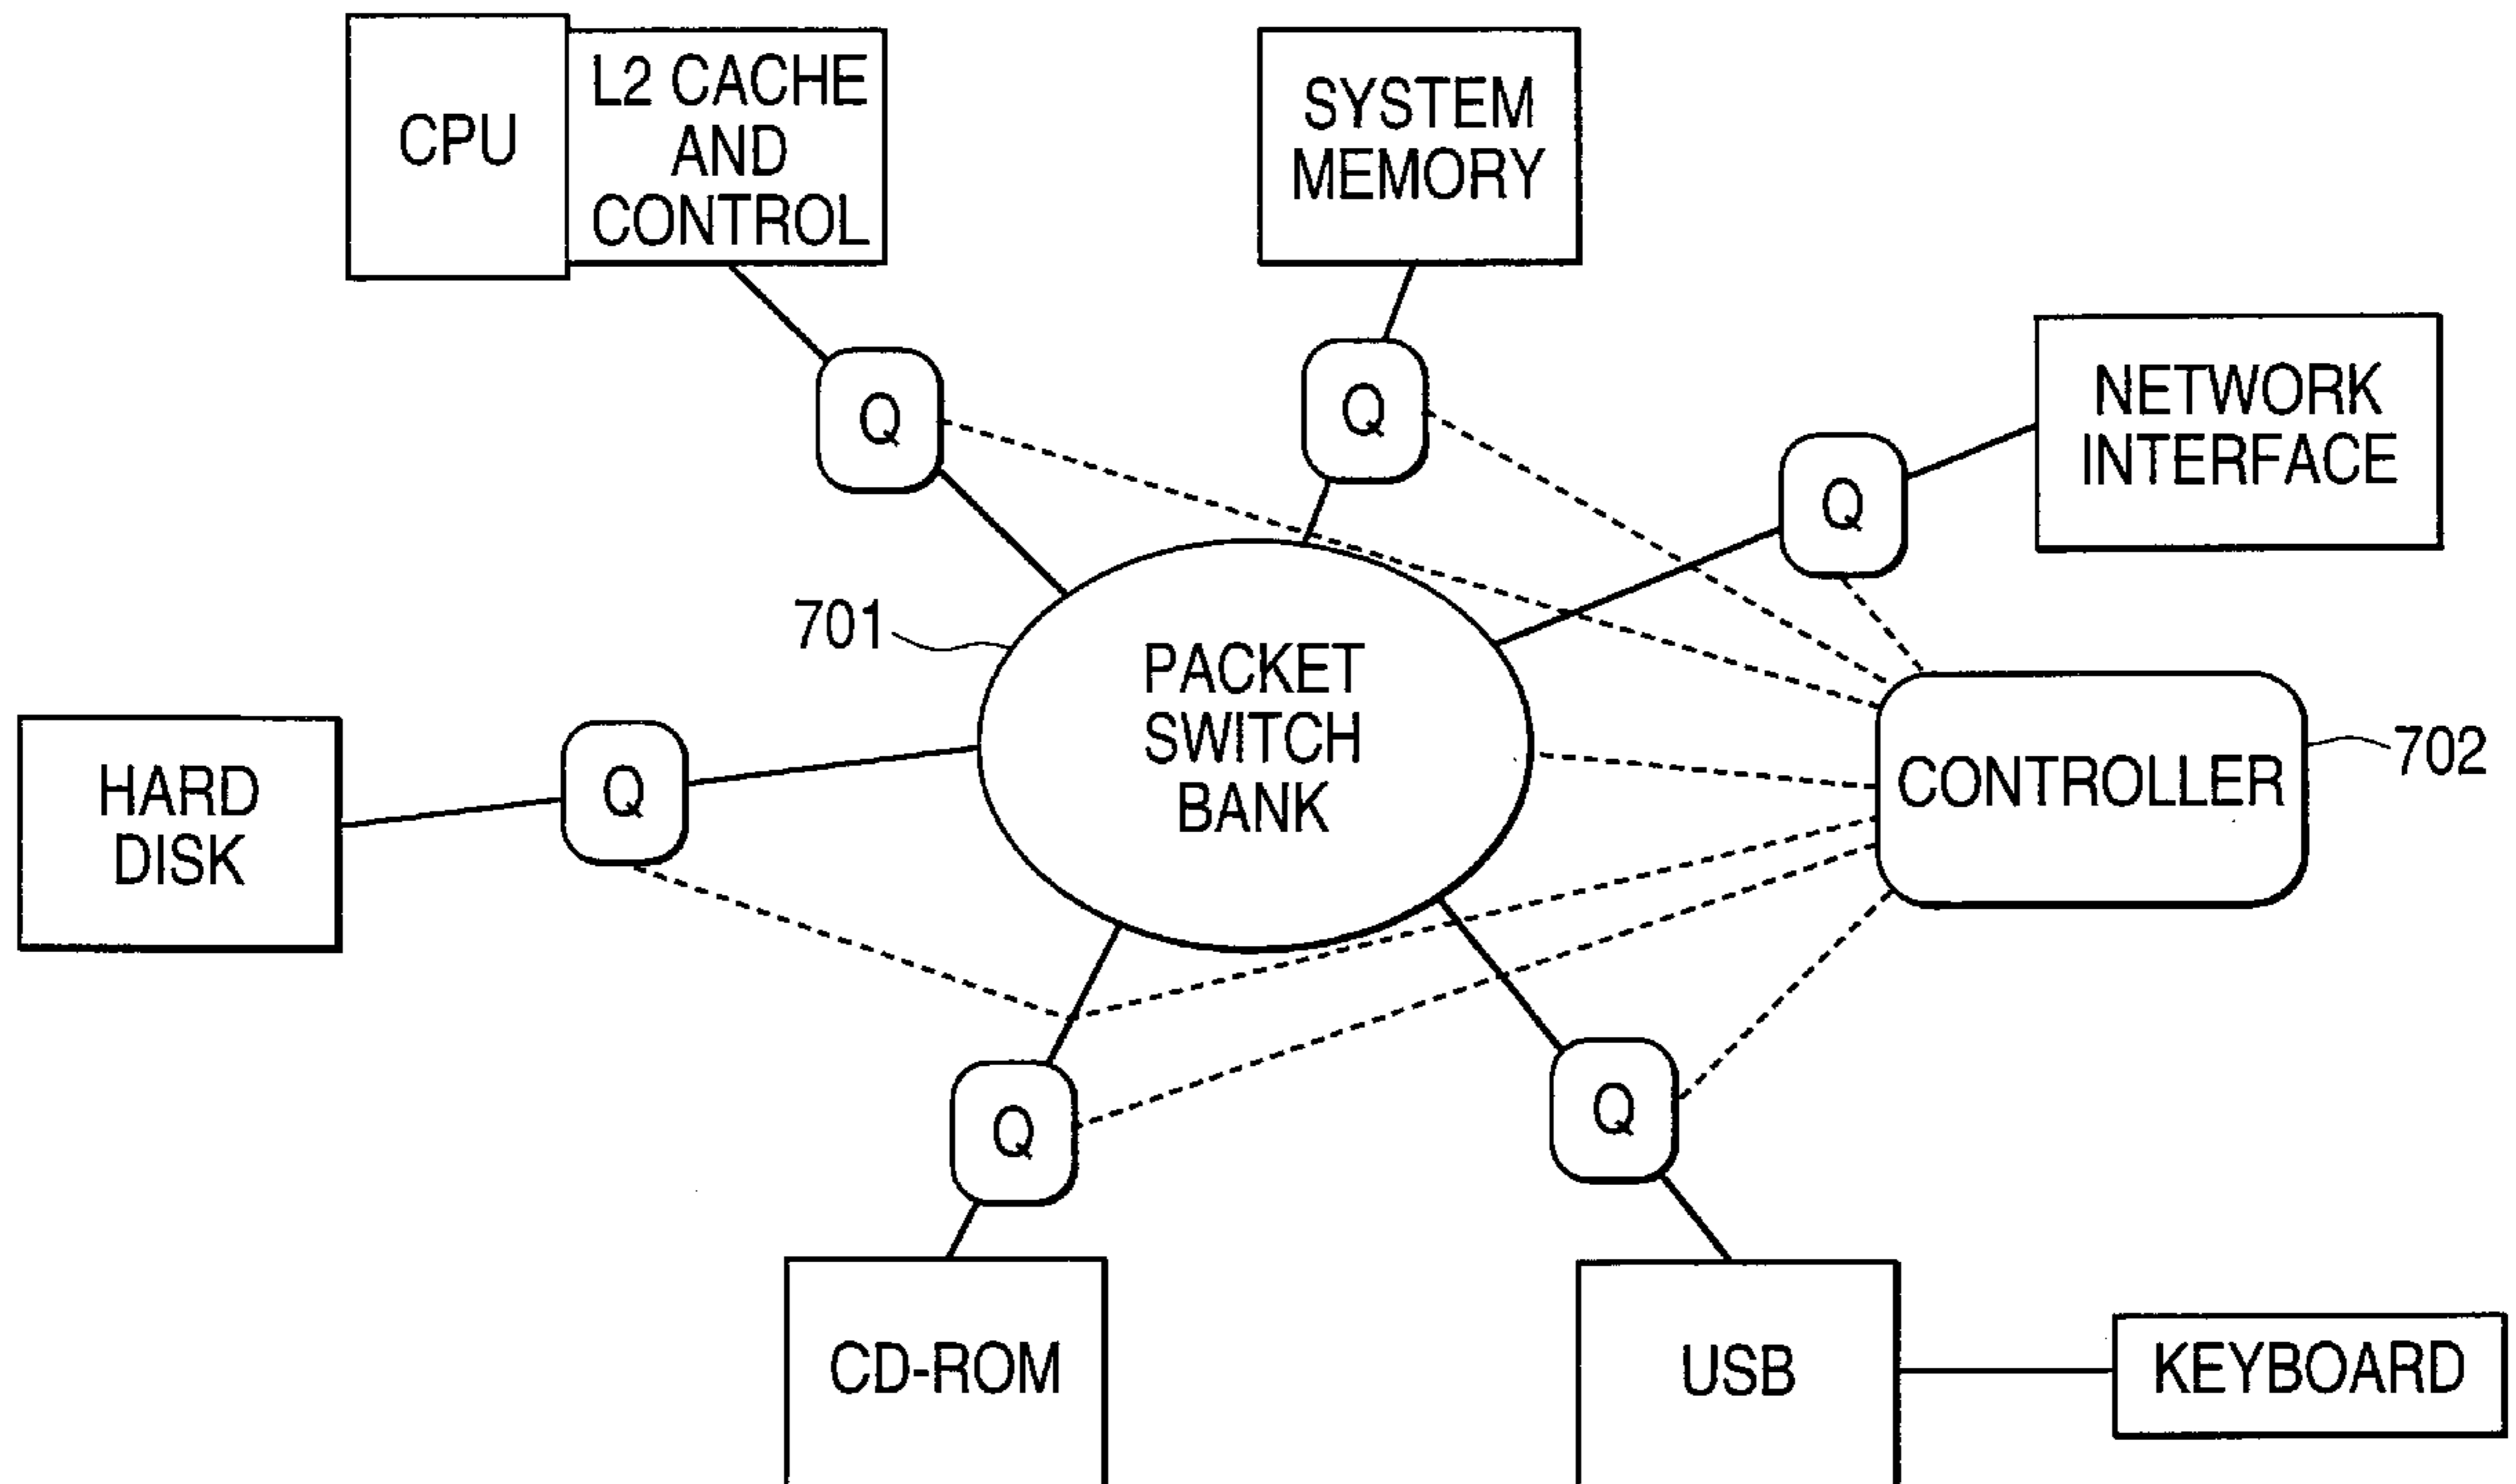 CPU
L2 CACHE
AND
CONTROL
SYSTEM
MEMORY
Q
Q
NETWORK
INTERFACE
Q
701
PACKET
SWITCH
BANK
HARD
DISK
Q
CONTROLLER
702
Q
Q
CD-ROM
USB
KEYBOARD